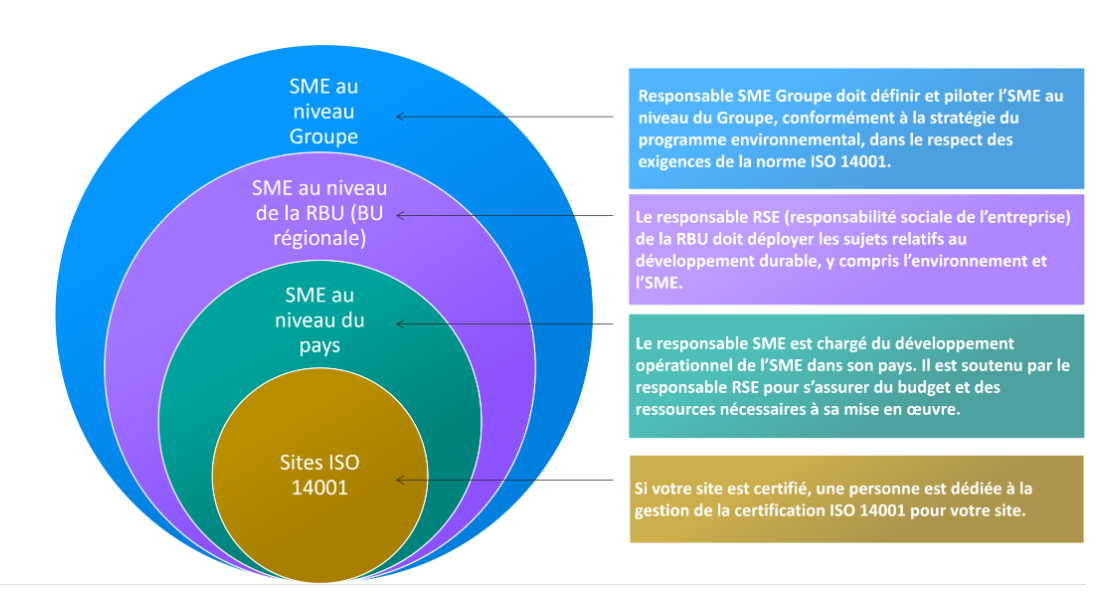 SME au
niveau
Groupe
Responsable SME Groupe doit définir et piloter l’SME au
niveau du Groupe, conformément à la stratégie du
programme environnemental, dans le respect des
exigences de la norme ISO 14001.
SME au niveau
de la RBU (BU
régionale)
Le responsable RSE (responsabilité sociale de l’entreprise)
de la RBU doit déployer les sujets relatifs au
développement durable, y compris l’environnement et
l’SME.
SME au
niveau du
pays
Le responsable SME est chargé du développement
opérationnel de l’SME dans son pays. Il est soutenu par le
responsable RSE pour s’assurer du budget et des
ressources nécessaires à sa mise en œuvre.
Sites ISO
14001
Si votre site est certifié, une personne est dédiée à la
gestion de la certification ISO 14001 pour votre site.